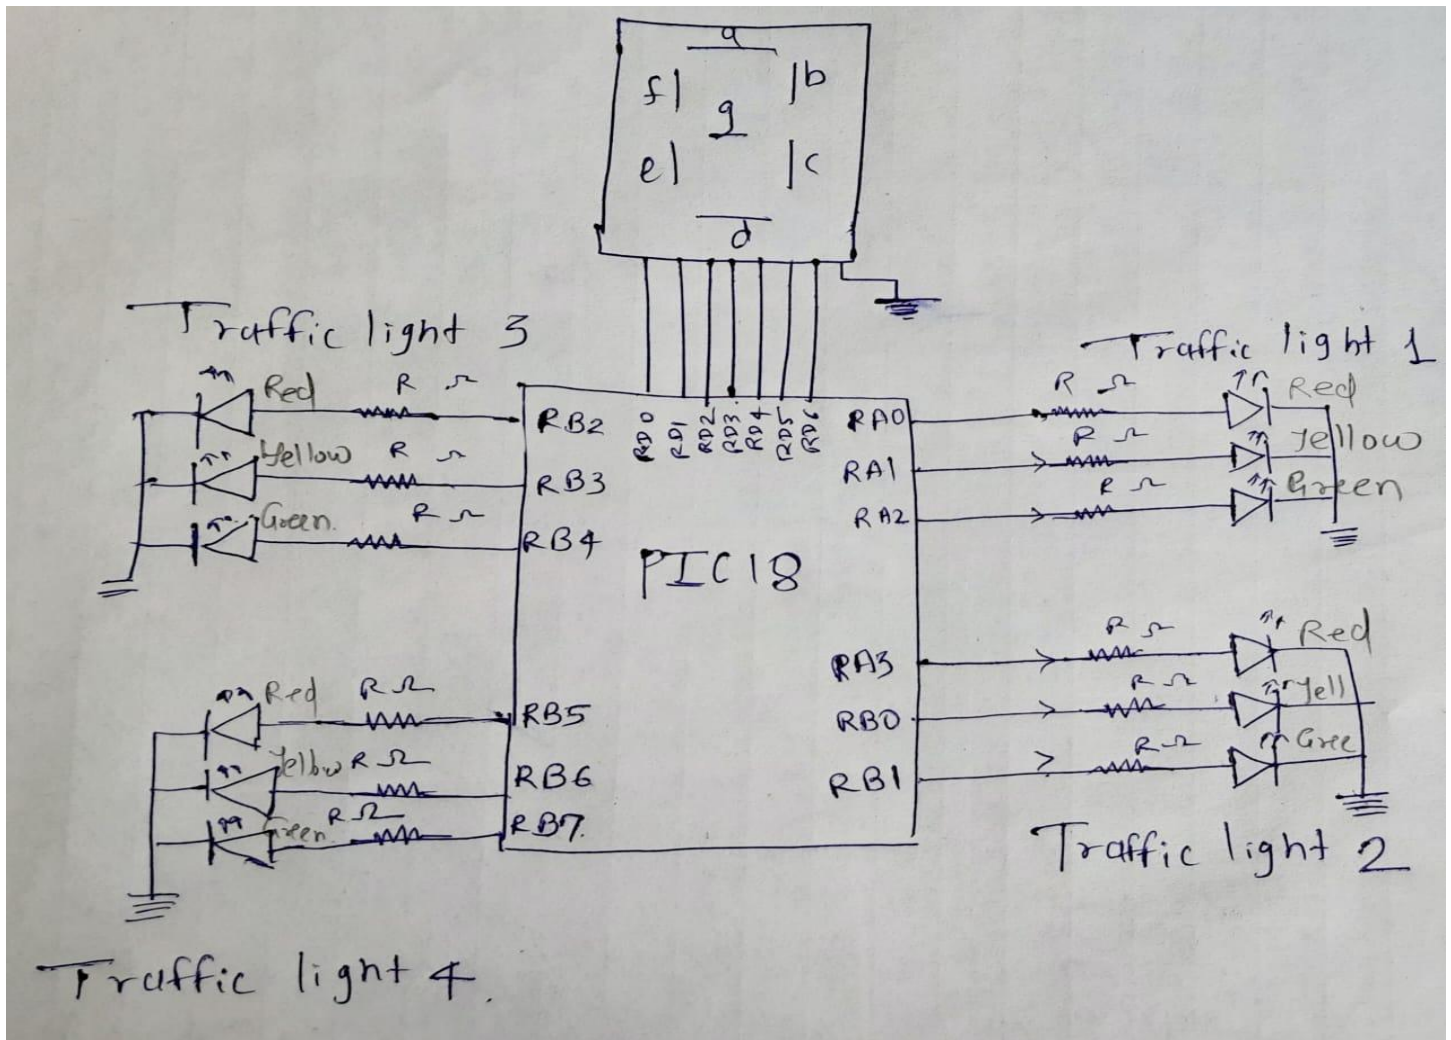 a
f b
g
e c
d
Traffic light 3
Red R Ω
Yellow R Ω
Green. R Ω
RB2
RB3
RB4
RD0 RD1 RD2 RD3. RD4 RD5 RD6
PIC18
Traffic light 1
RA0 R Ω Red
RA1 R Ω Yellow
RA2 R Ω Green
RA3 R Ω Red
RB0 R Ω Yell
RB1 R Ω Gree
Traffic light 2
Red R Ω RB5
Yellow R Ω RB6
Green. R Ω RB7.
Traffic light 4.